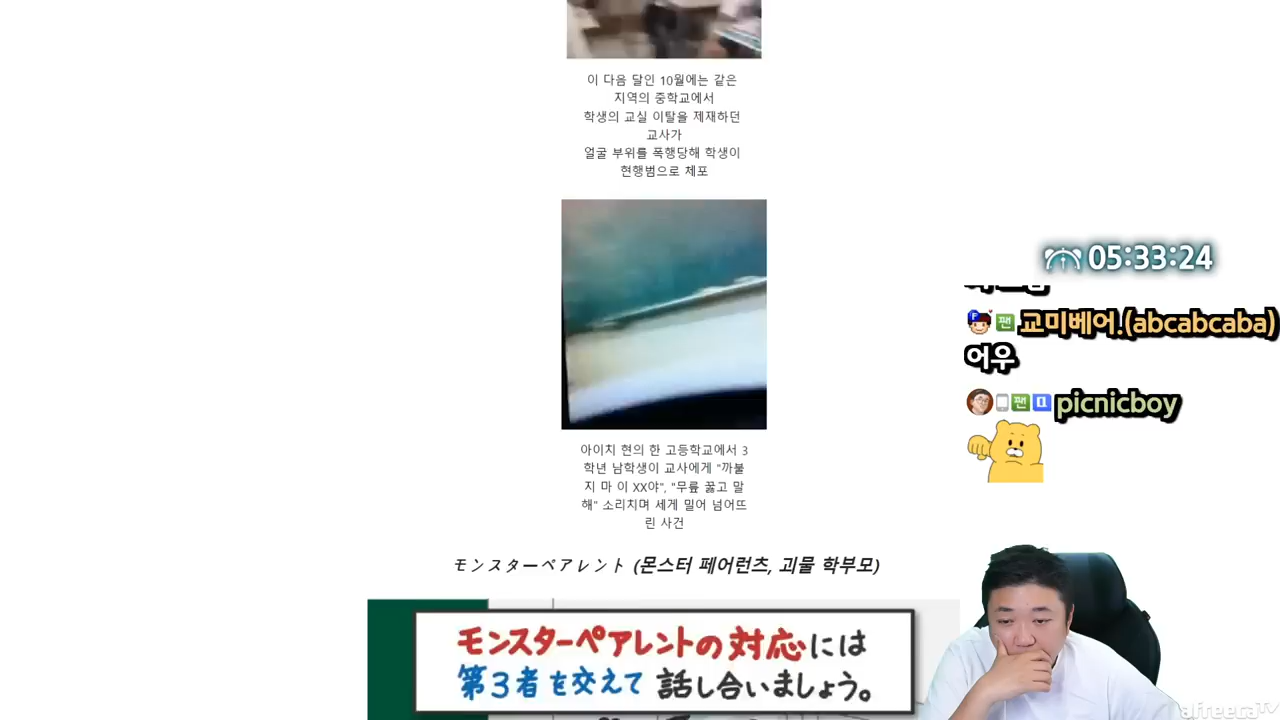 이 다음 달인 10월에는 같은
지역의 중학교에서
학생의 교실 이탈을 제재하던
교사가
얼굴 부위를 폭행당해 학생이
현행범으로 체포
05:33:24
교미베어.(abcabcaba)
어우
picnicboy
아이치 현의 한 고등학교에서 3
학년 남학생이 교사에게 "까불
지 마 이 XX야", "무릎 꿇고 말
해" 소리치며 세게 밀어 넘어뜨
린 사건
モンスターペアレント (몬스터 페어런츠, 괴물 학부모)
モンスターペアレントの対応には
第3者を交えて 話し合いましょう。
afreecaTV